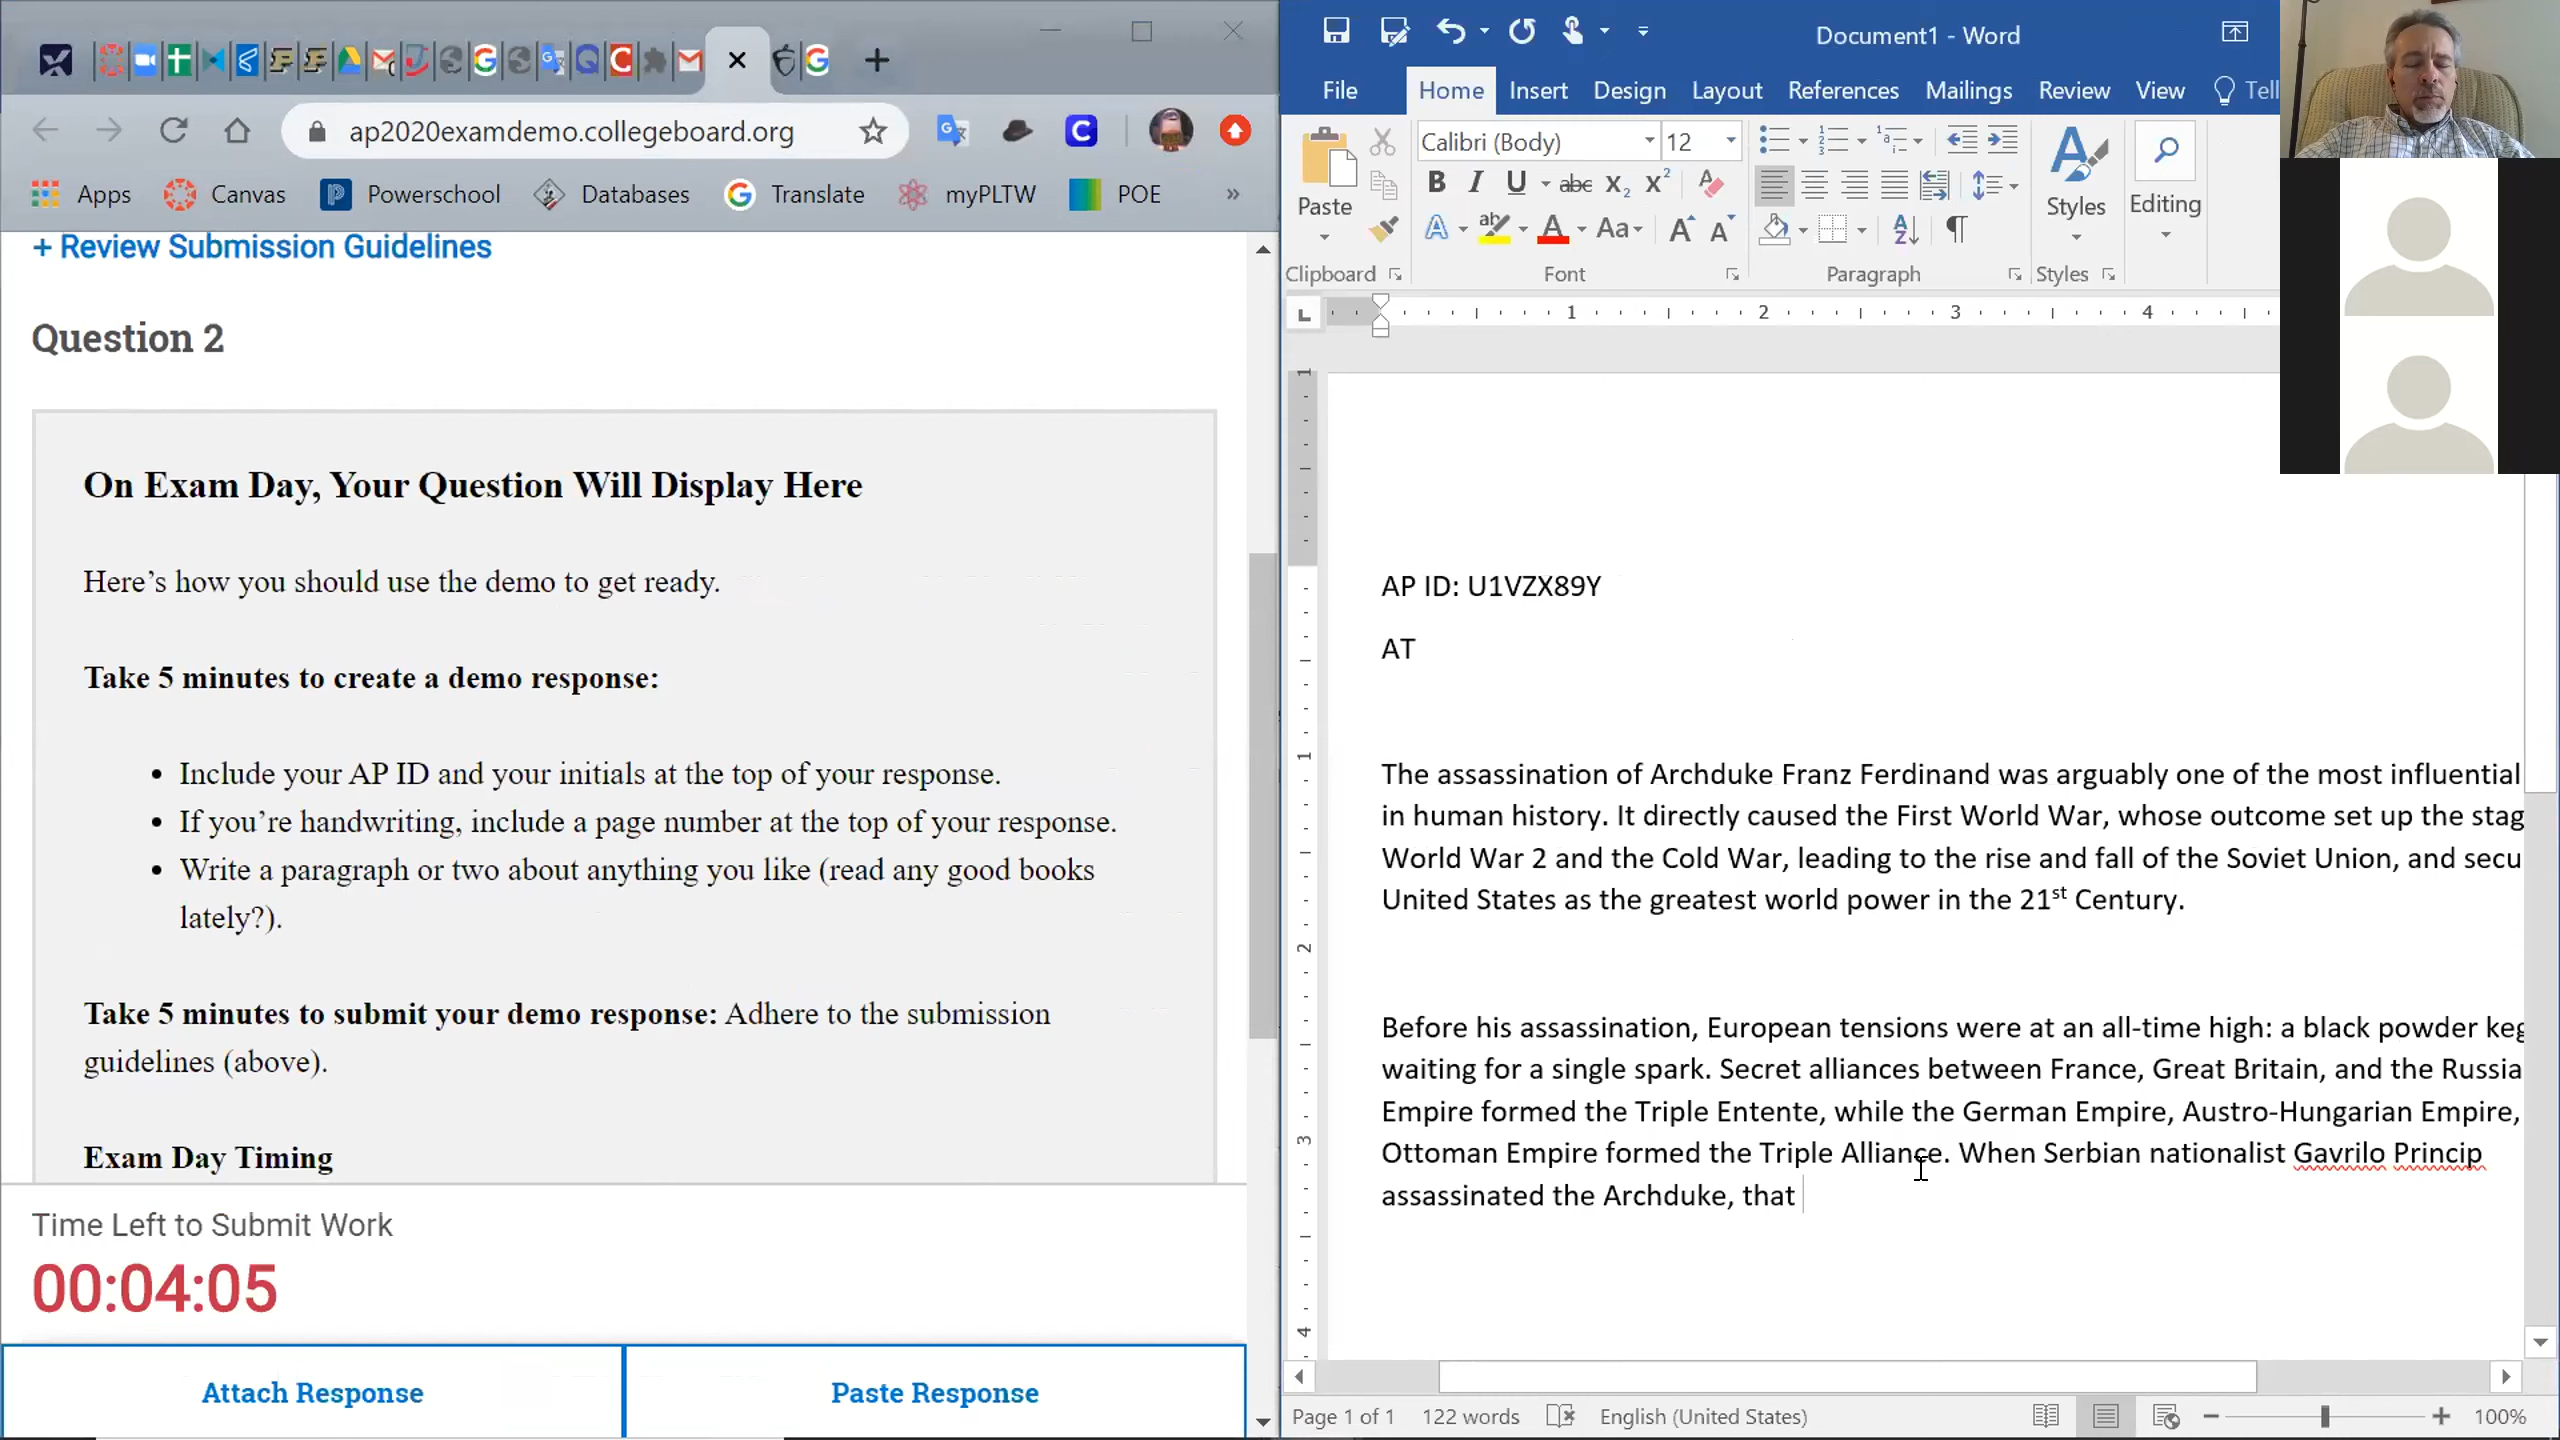 Document1 - Word
ap2020examdemo.collegeboard.org
File Home Insert Design Layout References Mailings Review View Tell
Apps Canvas Powerschool Databases Translate myPLTW POE »
Calibri (Body) 12
Paste
Styles
Editing
Clipboard Font Paragraph Styles
1 2 3 4
+ Review Submission Guidelines
Question 2
On Exam Day, Your Question Will Display Here
Here’s how you should use the demo to get ready.
Take 5 minutes to create a demo response:
• Include your AP ID and your initials at the top of your response.
• If you’re handwriting, include a page number at the top of your response.
• Write a paragraph or two about anything you like (read any good books
lately?).
Take 5 minutes to submit your demo response: Adhere to the submission
guidelines (above).
Exam Day Timing
Time Left to Submit Work
00:04:05
Attach Response Paste Response
AP ID: U1VZX89Y
AT
The assassination of Archduke Franz Ferdinand was arguably one of the most influential
in human history. It directly caused the First World War, whose outcome set up the stag
World War 2 and the Cold War, leading to the rise and fall of the Soviet Union, and secu
United States as the greatest world power in the 21st Century.
Before his assassination, European tensions were at an all-time high: a black powder keg
waiting for a single spark. Secret alliances between France, Great Britain, and the Russia
Empire formed the Triple Entente, while the German Empire, Austro-Hungarian Empire,
Ottoman Empire formed the Triple Alliance. When Serbian nationalist Gavrilo Princip
assassinated the Archduke, that
Page 1 of 1 122 words English (United States) 100%